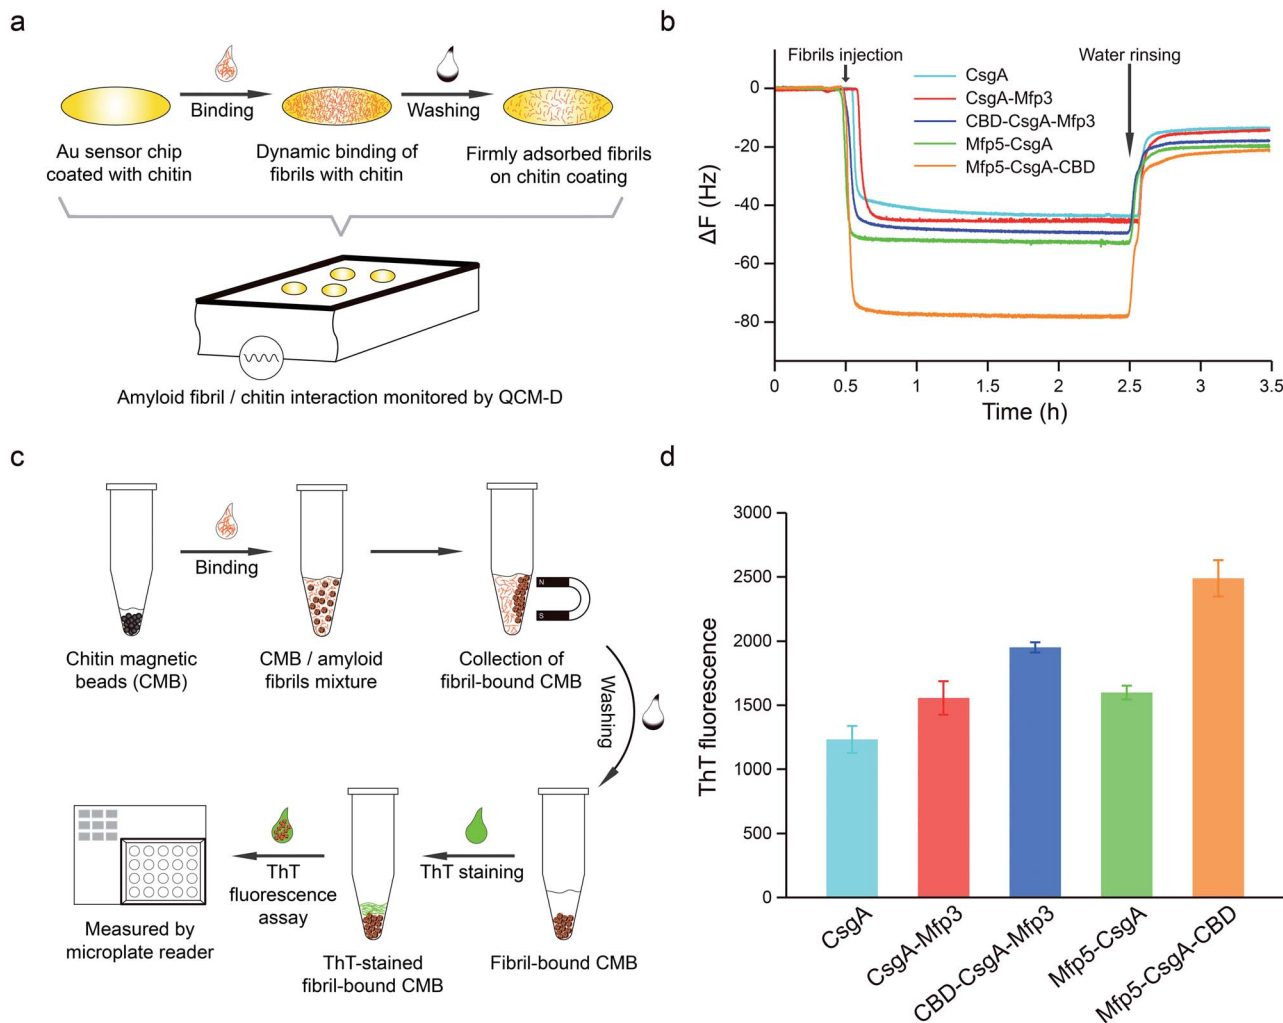 a
Binding
Washing
Au sensor chip
coated with chitin
Dynamic binding of
fibrils with chitin
Firmly adsorbed fibrils
on chitin coating
Amyloid fibril / chitin interaction monitored by QCM-D
b
Fibrils injection
Water rinsing
CsgA
CsgA-Mfp3
CBD-CsgA-Mfp3
Mfp5-CsgA
Mfp5-CsgA-CBD
0
-20
-40
-60
-80
ΔF (Hz)
0 0.5 1 1.5 2 2.5 3 3.5
Time (h)
c
Binding
Chitin magnetic
beads (CMB)
CMB / amyloid
fibrils mixture
N
S
Collection of
fibril-bound CMB
Washing
ThT
fluorescence
assay
ThT staining
Measured by
microplate reader
ThT-stained
fibril-bound CMB
Fibril-bound CMB
d
3000
2500
2000
1500
1000
500
0
ThT fluorescence
CsgA
CsgA-Mfp3
CBD-CsgA-Mfp3
Mfp5-CsgA
Mfp5-CsgA-CBD